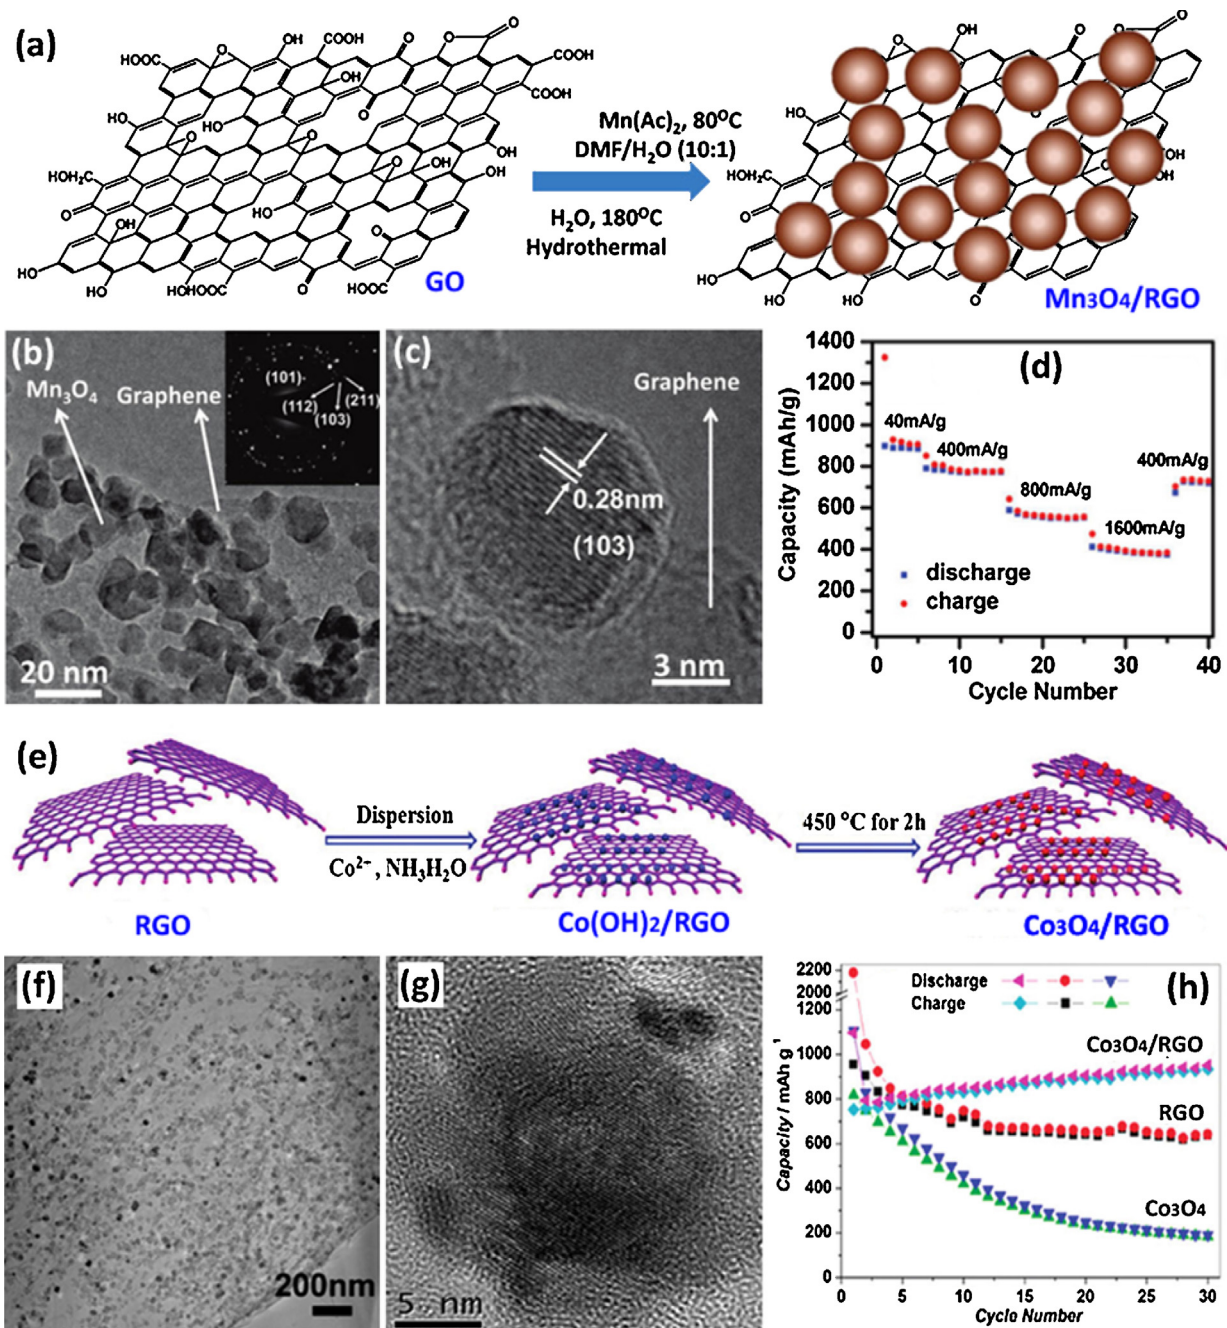 (a)
O
HO
COOH
O
O
O
HOOC
O
OH
COOH
HO
O
COOH
HO
O
O
OH
O
O
OH
HOH₂C
OH
O
HO
O
OH
HO
HO
HO
HOOC
O
HOOC
GO
Mn(Ac)₂, 80⁰C
DMF/H₂O (10:1)
H₂O, 180⁰C
Hydrothermal
O
OH
O
O
O
HO
HOH₂C
OH
O
HO
HO
HO
O
Mn₃O₄/RGO
(b)
Mn₃O₄
Graphene
(101)
(112)
(103)
(211)
20 nm
(c)
Graphene
0.28nm
(103)
3 nm
(d)
1400
1200
1000
800
600
400
200
0
Capacity (mAh/g)
40mA/g
400mA/g
800mA/g
1600mA/g
400mA/g
discharge
charge
0 10 20 30 40
Cycle Number
(e)
RGO
Dispersion
Co²⁺, NH₃H₂O
Co(OH)₂/RGO
450 °C for 2h
Co₃O₄/RGO
(f)
200nm
(g)
5 nm
(h)
2200
2000
1200
1000
800
600
400
200
0
Capacity / mAh g⁻¹
Discharge
Charge
Co₃O₄/RGO
RGO
Co₃O₄
0 5 10 15 20 25 30
Cycle Number